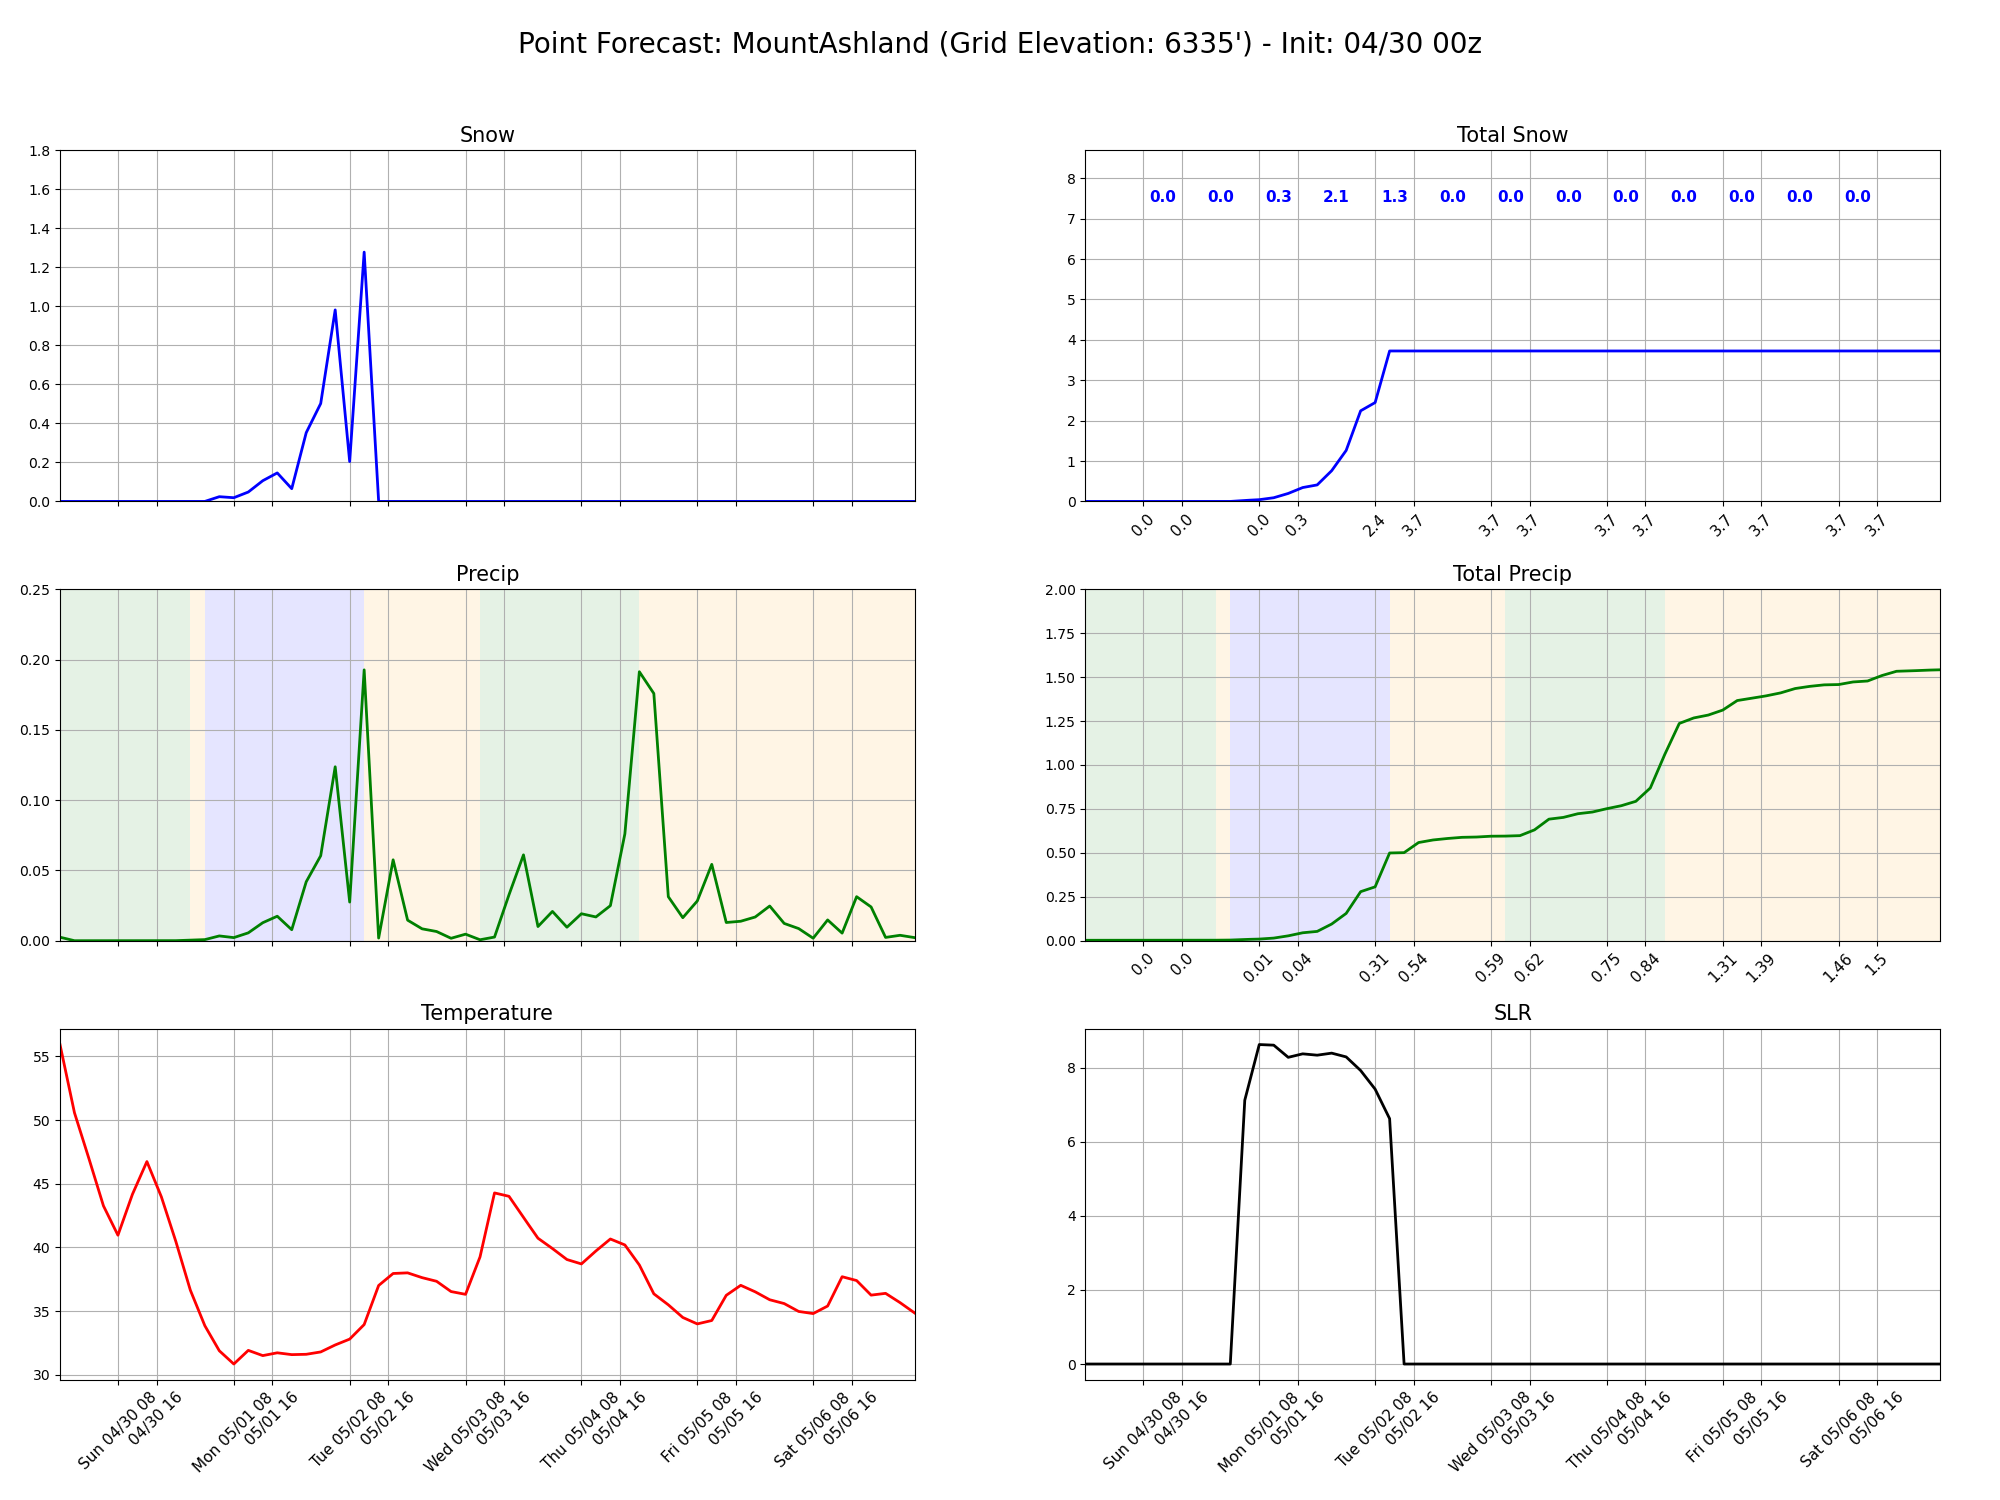 Point Forecast: MountAshland (Grid Elevation: 6335') - Init: 04/30 00z
Snow
1.8
1.6
1.4
1.2
1.0
0.8
0.6
0.4
0.2
0.0
Total Snow
8
7
6
5
4
3
2
1
0
0.0 0.0 0.3 2.1 1.3 0.0 0.0 0.0 0.0 0.0 0.0 0.0 0.0
0.0 0.0 0.0 0.3 2.4 3.7 3.7 3.7 3.7 3.7 3.7 3.7 3.7 3.7
Precip
0.25
0.20
0.15
0.10
0.05
0.00
Total Precip
2.00
1.75
1.50
1.25
1.00
0.75
0.50
0.25
0.00
0.0 0.0 0.01 0.04 0.31 0.54 0.59 0.62 0.75 0.84 1.31 1.39 1.46 1.5
Temperature
55
50
45
40
35
30
Sun 04/30 08
04/30 16
Mon 05/01 08
05/01 16
Tue 05/02 08
05/02 16
Wed 05/03 08
05/03 16
Thu 05/04 08
05/04 16
Fri 05/05 08
05/05 16
Sat 05/06 08
05/06 16
SLR
8
6
4
2
0
Sun 04/30 08
04/30 16
Mon 05/01 08
05/01 16
Tue 05/02 08
05/02 16
Wed 05/03 08
05/03 16
Thu 05/04 08
05/04 16
Fri 05/05 08
05/05 16
Sat 05/06 08
05/06 16